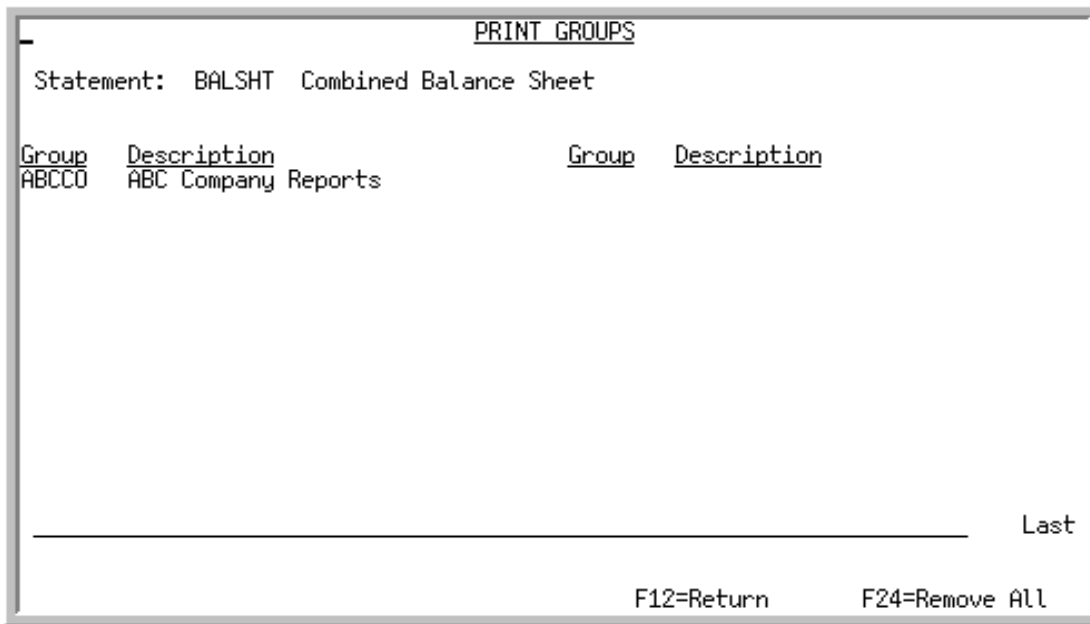 PRINT GROUPS
Statement: BALSHT Combined Balance Sheet
Group Description Group Description
ABCCO ABC Company Reports
Last
F12=Return F24=Remove All